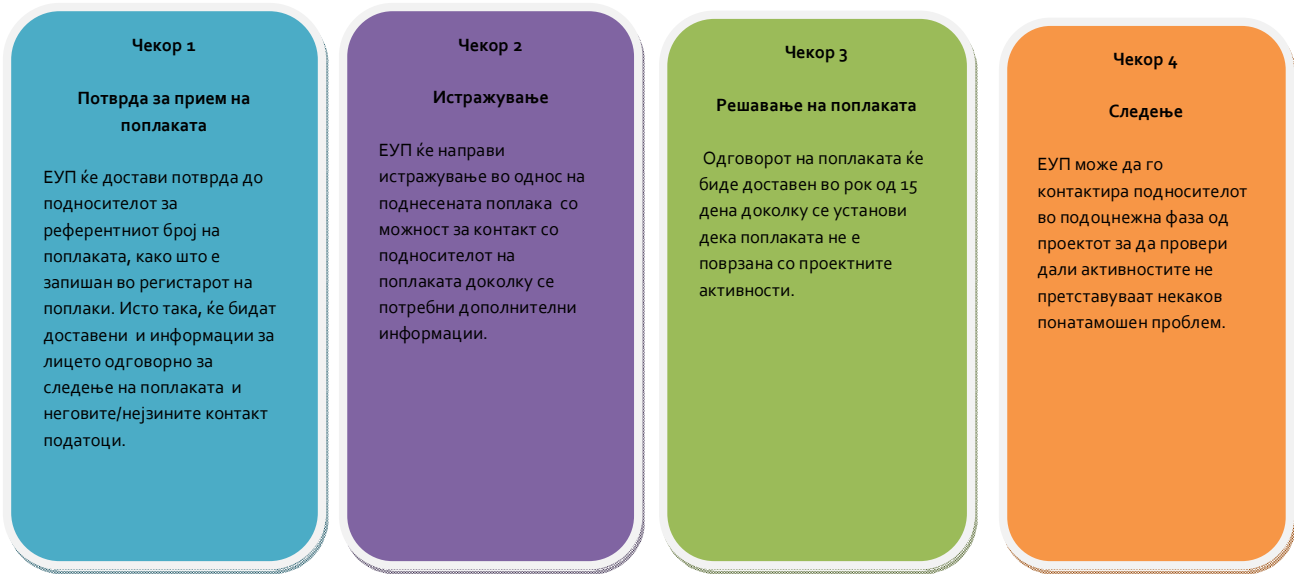 Чекор 1
Потврда за прием на
поплаката
ЕУП ќе достави потврда до
подносителот за
референтниот број на
поплаката, како што е
запишан во регистарот на
поплаки. Исто така, ќе бидат
доставени  и информации за
лицето одговорно за
следење на поплаката  и
неговите/нејзините контакт
податоци.
Чекор 2
Истражување
ЕУП ќе направи
истражување во однос на
поднесената поплака  со
можност за контакт со
подносителот на
поплаката доколку се
потребни дополнителни
информации.
Чекор 3
Решавање на поплаката
Одговорот на поплаката ќе
биде доставен во рок од 15
дена доколку се установи
дека поплаката не е
поврзана со проектните
активности.
Чекор 4
Следење
ЕУП може да го
контактира подносителот
во подоцнежна фаза од
проектот за да провери
дали активностите не
претставуваат некаков
понатамошен проблем.